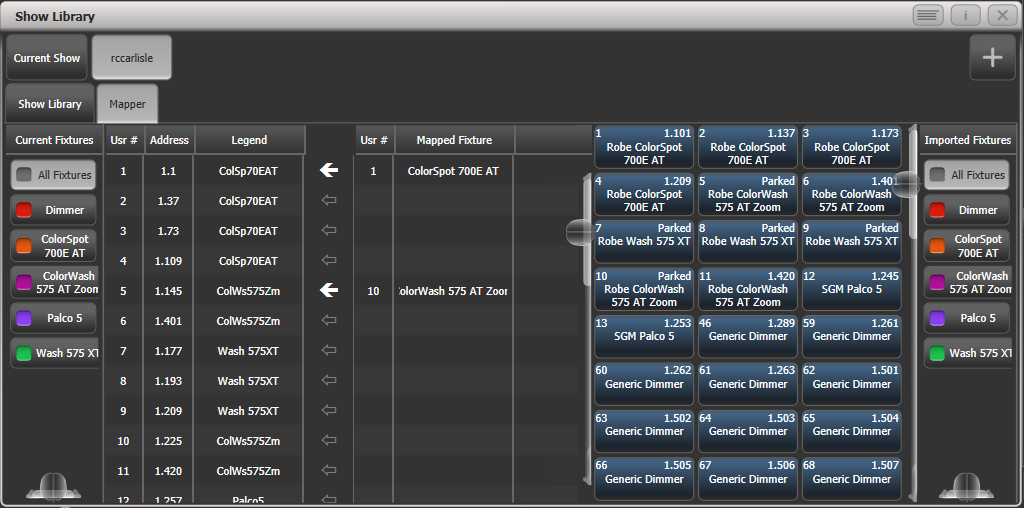 Show Library
i
Current Show
rccarlisle
Show Library
Mapper
Current Fixtures
All Fixtures
Dimmer
ColorSpot
700E AT
ColorWash
575 AT Zoom
Palco 5
Wash 575 XT
Usr # Address Legend
1 1.1 ColSp70EAT
2 1.37 ColSp70EAT
3 1.73 ColSp70EAT
4 1.109 ColSp70EAT
5 1.145 ColWs575Zm
6 1.401 ColWs575Zm
7 1.177 Wash 575XT
8 1.193 Wash 575XT
9 1.209 Wash 575XT
10 1.225 ColWs575Zm
11 1.420 ColWs575Zm
12 1.257 Palco5
Usr # Mapped Fixture
1 ColorSpot 700E AT
10 ColorWash 575 AT Zoom
1 1.101
Robe ColorSpot
700E AT
2 1.137
Robe ColorSpot
700E AT
3 1.173
Robe ColorSpot
700E AT
4 1.209
Robe ColorSpot
700E AT
5 Parked
Robe ColorWash
575 AT Zoom
6 1.401
Robe ColorWash
575 AT Zoom
7 Parked
Robe Wash 575 XT
8 Parked
Robe Wash 575 XT
9 Parked
Robe Wash 575 XT
10 Parked
Robe ColorWash
575 AT Zoom
11 1.420
Robe ColorWash
575 AT Zoom
12 1.245
SGM Palco 5
13 1.253
SGM Palco 5
46 1.289
Generic Dimmer
59 1.261
Generic Dimmer
60 1.262
Generic Dimmer
61 1.263
Generic Dimmer
62 1.501
Generic Dimmer
63 1.502
Generic Dimmer
64 1.503
Generic Dimmer
65 1.504
Generic Dimmer
66 1.505
Generic Dimmer
67 1.506
Generic Dimmer
68 1.507
Generic Dimmer
Imported Fixtures
All Fixtures
Dimmer
ColorSpot
700E AT
ColorWash
575 AT Zoom
Palco 5
Wash 575 XT